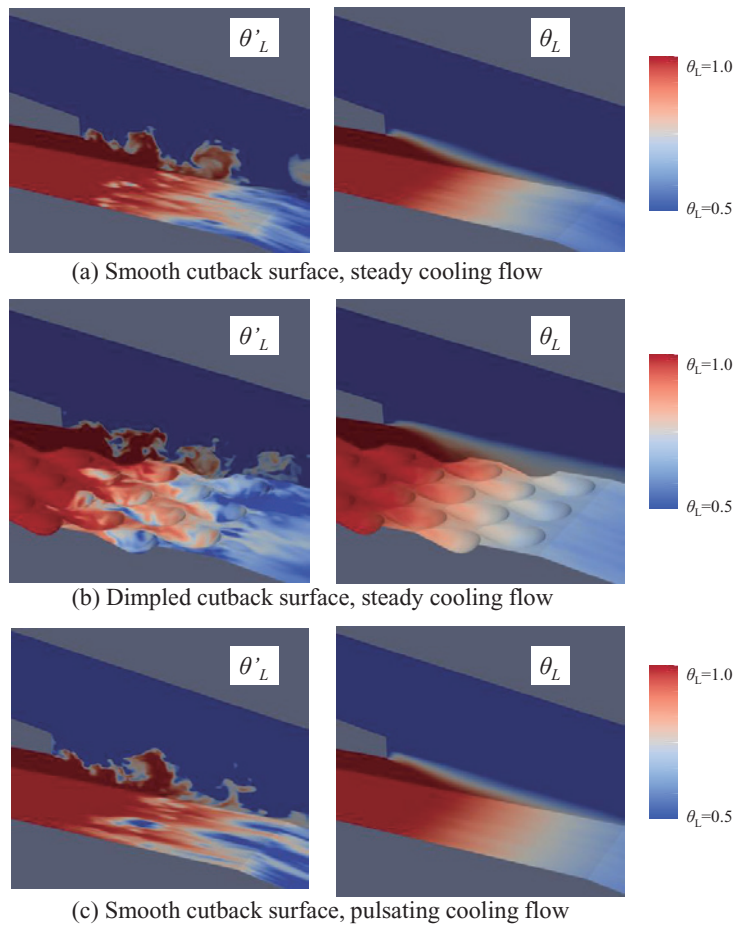 θ'L θL
θL=1.0
θL=0.5
(a) Smooth cutback surface, steady cooling flow
θ'L θL
θL=1.0
θL=0.5
(b) Dimpled cutback surface, steady cooling flow
θ'L θL
θL=1.0
θL=0.5
(c) Smooth cutback surface, pulsating cooling flow